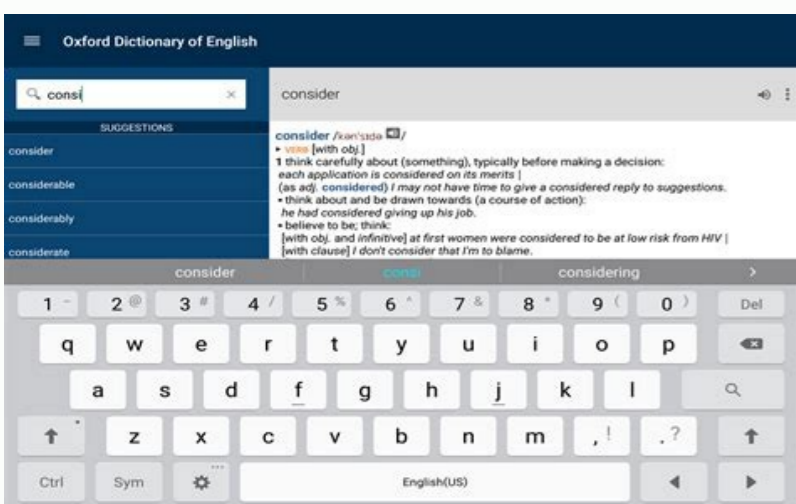 Oxford Dictionary of English
consi
SUGGESTIONS
consider
considerable
considerably
considerate
consider
consider /kənˈsɪdə/
▸ VERB [with obj.]
1 think carefully about (something), typically before making a decision:
each application is considered on its merits |
(as adj. considered) I may not have time to give a considered reply to suggestions.
• think about and be drawn towards (a course of action):
he had considered giving up his job.
• believe to be; think:
[with obj. and infinitive] at first women were considered to be at low risk from HIV |
[with clause] I don't consider that I'm to blame.
consider consi considering
1 - 2 @ 3 # 4 / 5 % 6 ^ 7 & 8 * 9 ( 0 ) Del
q w e r t y u i o p
a s d f g h j k l
z x c v b n m , ! . ?
Ctrl Sym English(US)